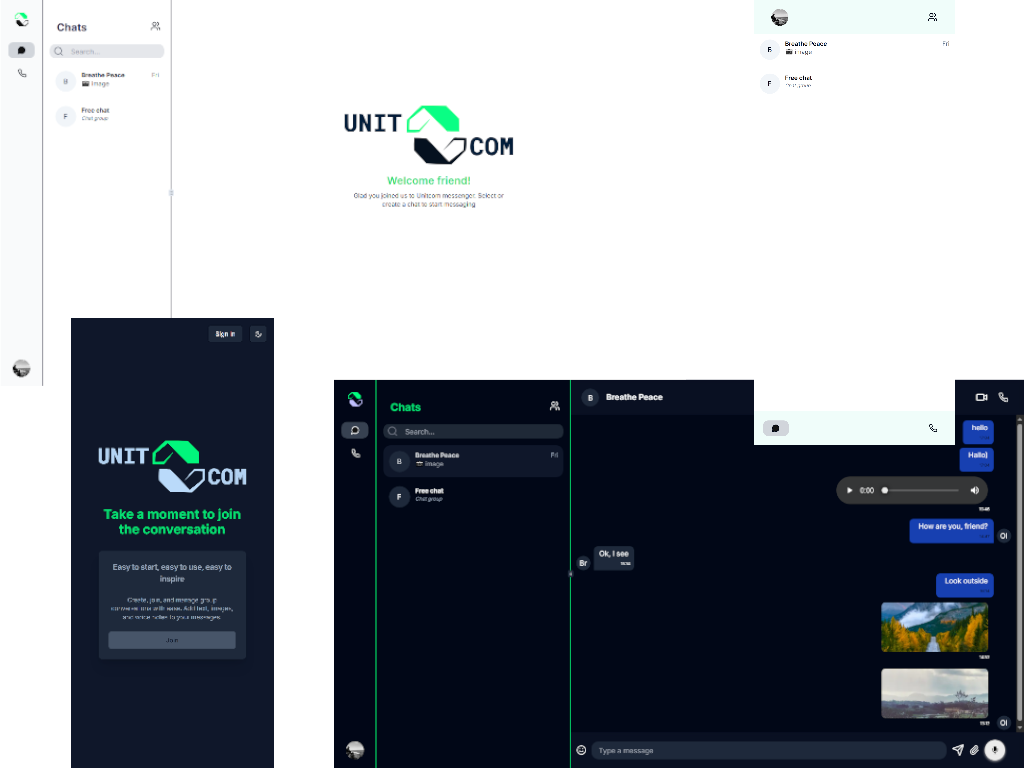 Chats
Search...
B
Breathe Peace
Fri
image
F
Free chat
Chat group
UNIT
COM
Welcome friend!
Glad you joined us to Unitcom messenger. Select or
create a chat to start messaging
B
Breathe Peace
Fri
image
F
Free chat
Chat group
Sign in
UNIT
COM
Take a moment to join
the conversation
Easy to start, easy to use, easy to
inspire
Create, join, and manage group
conversations with ease. Add text, images,
and voice notes to your messages.
Join
Chats
Search...
B
Breathe Peace
Fri
image
F
Free chat
Chat group
B
Breathe Peace
hello
Hallo)
0:00
How are you, friend?
Ol
Ok, I see
Br
Look outside
Ol
Type a message